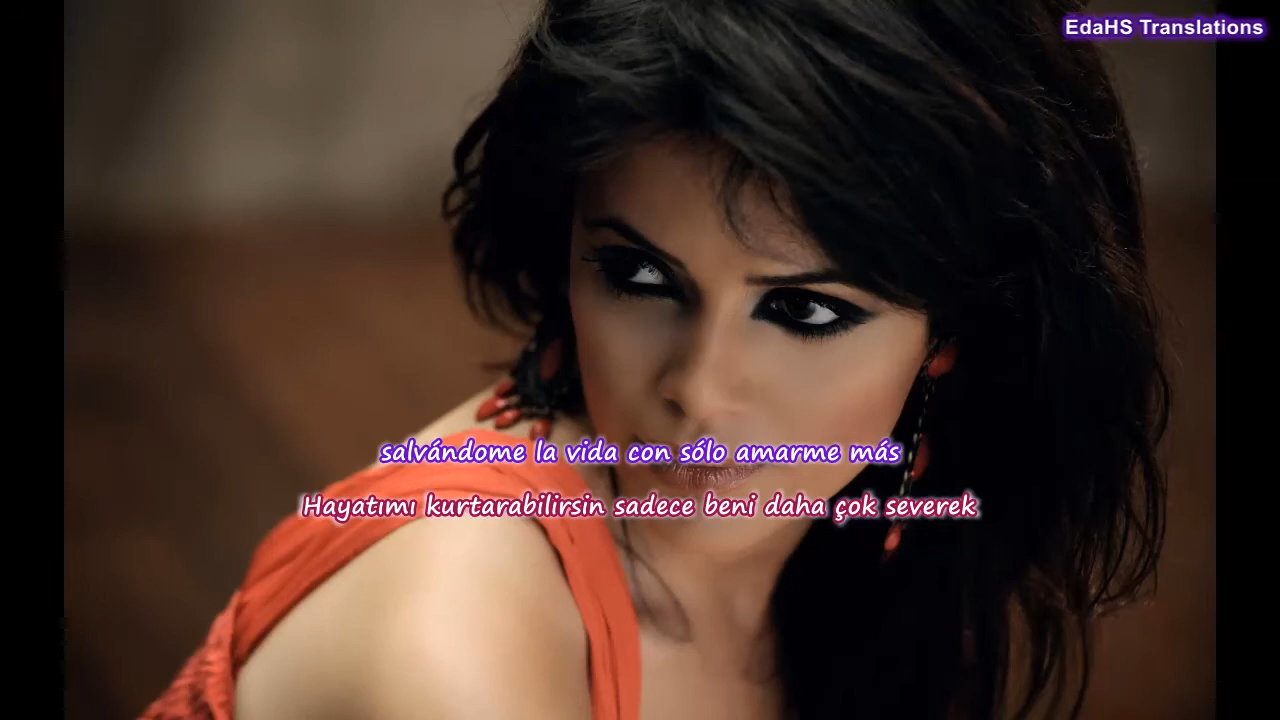 EdaHS Translations
salvándome la vida con sólo amarme más
Hayatımı kurtarabilirsin sadece beni daha çok severek